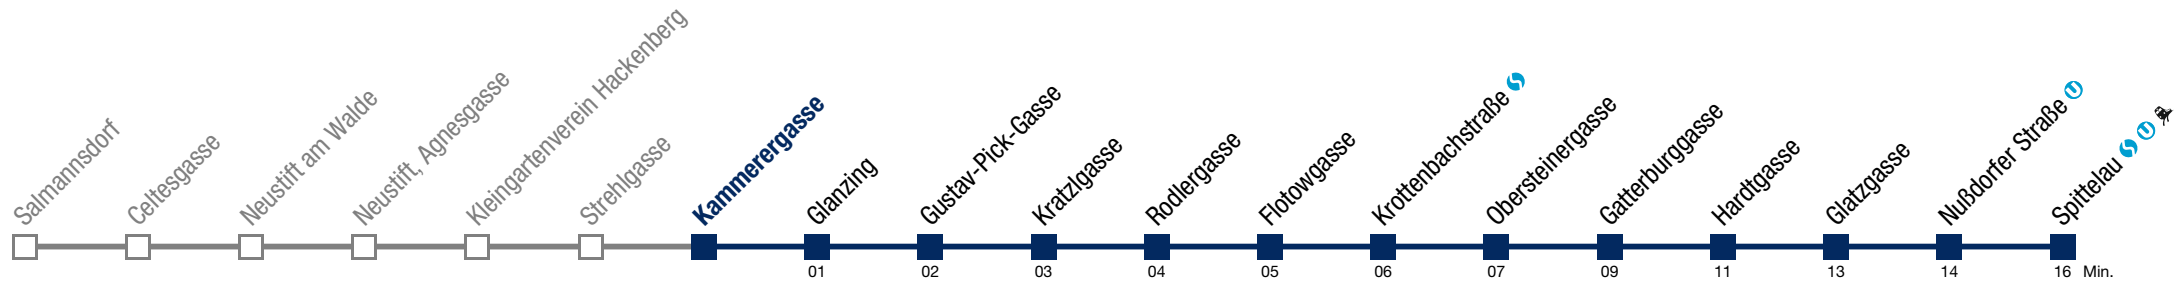 Salmannsdorf
Celtesgasse
Neustift am Walde
Neustift, Agnesgasse
Kleingartenverein Hackenberg
Strehlgasse
Kammerergasse
Glanzing
Gustav-Pick-Gasse
Kratzlgasse
Rodlergasse
Flotowgasse
Krottenbachstraße S
Obersteinergasse
Gatterburggasse
Hardtgasse
Glatzgasse
Nußdorfer Straße U
Spittelau S U
01 02 03 04 05 06 07 09 11 13 14 16 Min.